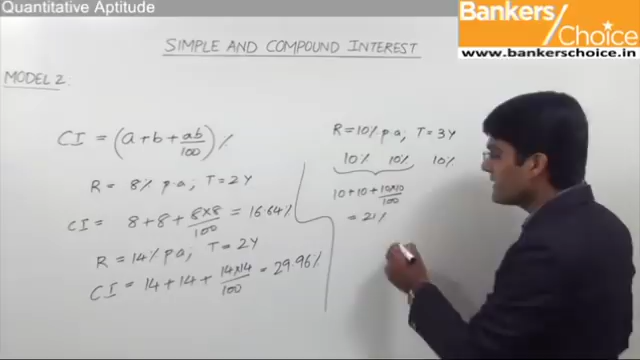 Quantitative Aptitude
Bankers
Choice
www.bankerschoice.in
SIMPLE AND COMPOUND INTEREST
MODEL 2
CI = (a+b+ab/100)%
R = 8% p.a; T=2Y
CI = 8+8+8×8/100 = 16.64%
R = 14% pa; T=2Y
CI = 14+14+14×14/100 = 29.96%
R=10% p.a, T=3Y
10% 10% 10%
10+10+10×10/100
= 21%